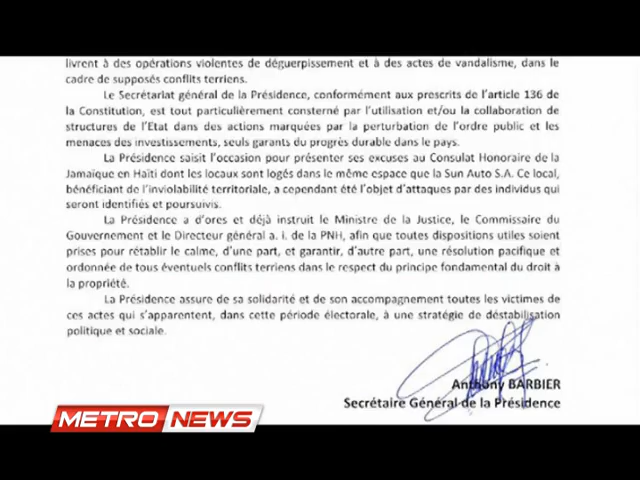 livrent à des opérations violentes de déguerpissement et à des actes de vandalisme, dans le
cadre de supposés conflits terriens.
Le Secrétariat général de la Présidence, conformément aux prescrits de l'article 136 de
la Constitution, est tout particulièrement consterné par l'utilisation et/ou la collaboration de
structures de l'Etat dans des actions marquées par la perturbation de l'ordre public et les
menaces des investissements, seuls garants du progrès durable dans le pays.
La Présidence saisit l'occasion pour présenter ses excuses au Consulat Honoraire de la
Jamaïque en Haïti dont les locaux sont logés dans le même espace que la Sun Auto S.A. Ce local,
bénéficiant de l'inviolabilité territoriale, a cependant été l'objet d'attaques par des individus qui
seront identifiés et poursuivis.
La Présidence a d'ores et déjà instruit le Ministre de la Justice, le Commissaire du
Gouvernement et le Directeur général a. i. de la PNH, afin que toutes dispositions utiles soient
prises pour rétablir le calme, d'une part, et garantir, d'autre part, une résolution pacifique et
ordonnée de tous éventuels conflits terriens dans le respect du principe fondamental du droit à
la propriété.
La Présidence assure de sa solidarité et de son accompagnement toutes les victimes de
ces actes qui s'apparentent, dans cette période électorale, à une stratégie de déstabilisation
politique et sociale.
Anthony BARBIER
Secrétaire Général de la Présidence
METRO NEWS